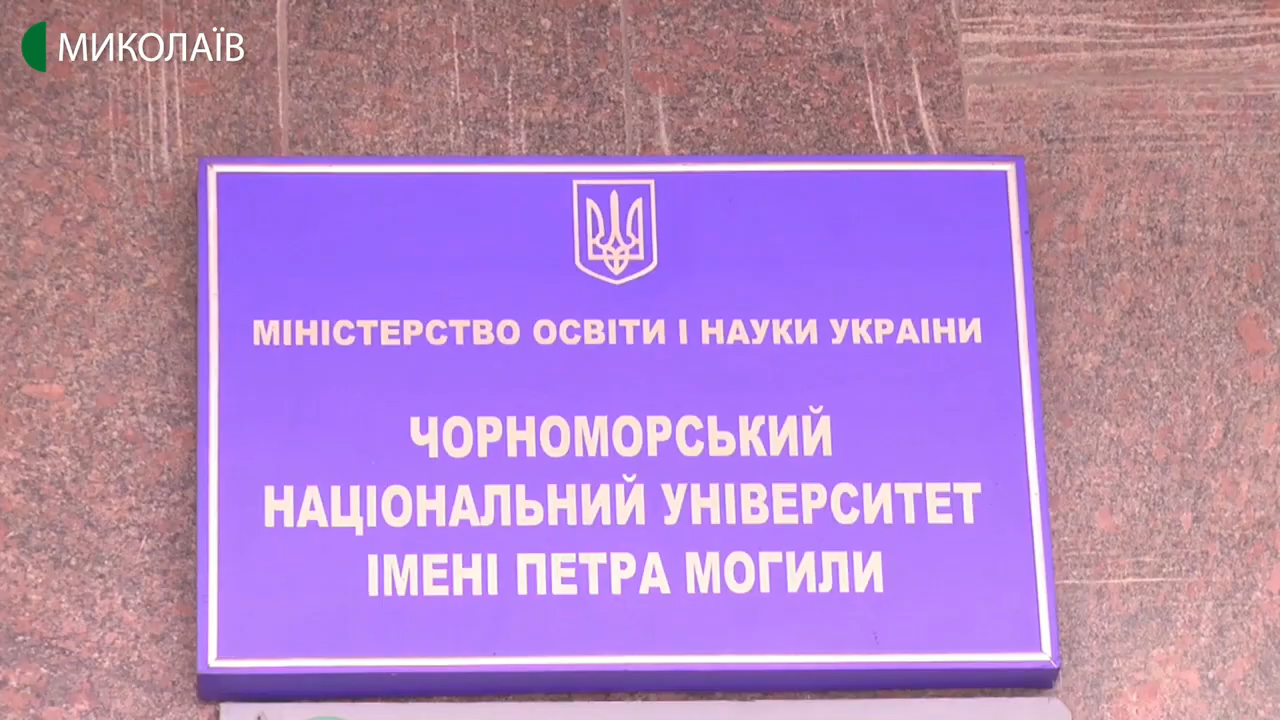 МИКОЛАЇВ
МІНІСТЕРСТВО ОСВІТИ І НАУКИ УКРАЇНИ
ЧОРНОМОРСЬКИЙ
НАЦІОНАЛЬНИЙ УНІВЕРСИТЕТ
ІМЕНІ ПЕТРА МОГИЛИ